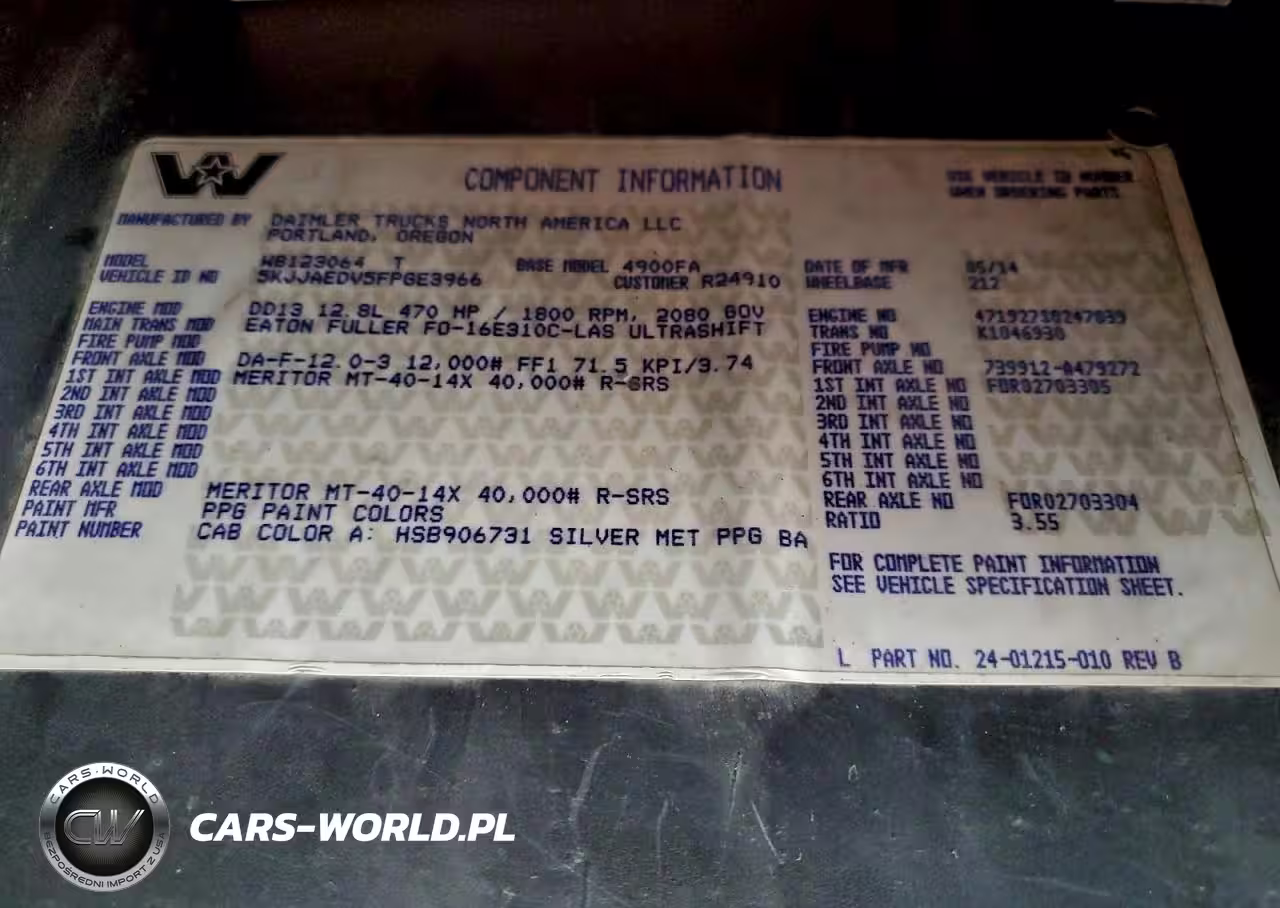 COMPONENT INFORMATION
USE VEHICLE ID NUMBER
WHEN ORDERING PARTS.
MANUFACTURED BY DAIMLER TRUCKS NORTH AMERICA LLC
PORTLAND, OREGON
MODEL WB123064 T BASE MODEL 4900FA DATE OF MFR 05/14
VEHICLE ID NO 5KJJAEDV5FPGE3966 CUSTOMER R24910 WHEELBASE 212
ENGINE MOD DD13 12.8L 470 HP / 1800 RPM, 2080 GOV ENGINE NO
MAIN TRANS MOD EATON FULLER FO-16E310C-LAS ULTRASHIFT TRANS NO K1046930
FIRE PUMP MOD FIRE PUMP NO
FRONT AXLE MOD DA-F-12.0-3 12,000# FF1 71.5 KPI/3.74 FRONT AXLE NO 739912-A479272
1ST INT AXLE MOD MERITOR MT-40-14X 40,000# R-SRS 1ST INT AXLE NO FOR02703305
2ND INT AXLE MOD 2ND INT AXLE NO
3RD INT AXLE MOD 3RD INT AXLE NO
4TH INT AXLE MOD 4TH INT AXLE NO
5TH INT AXLE MOD 5TH INT AXLE NO
6TH INT AXLE MOD 6TH INT AXLE NO
REAR AXLE MOD MERITOR MT-40-14X 40,000# R-SRS REAR AXLE NO FOR02703304
PAINT MFR PPG PAINT COLORS RATIO 3.55
PAINT NUMBER CAB COLOR A: HSB906731 SILVER MET PPG BA
FOR COMPLETE PAINT INFORMATION
SEE VEHICLE SPECIFICATION SHEET.
L PART NO. 24-01215-010 REV B
CARS-WORLD
CW
BEZPOŚREDNI IMPORT Z USA
CARS-WORLD.PL